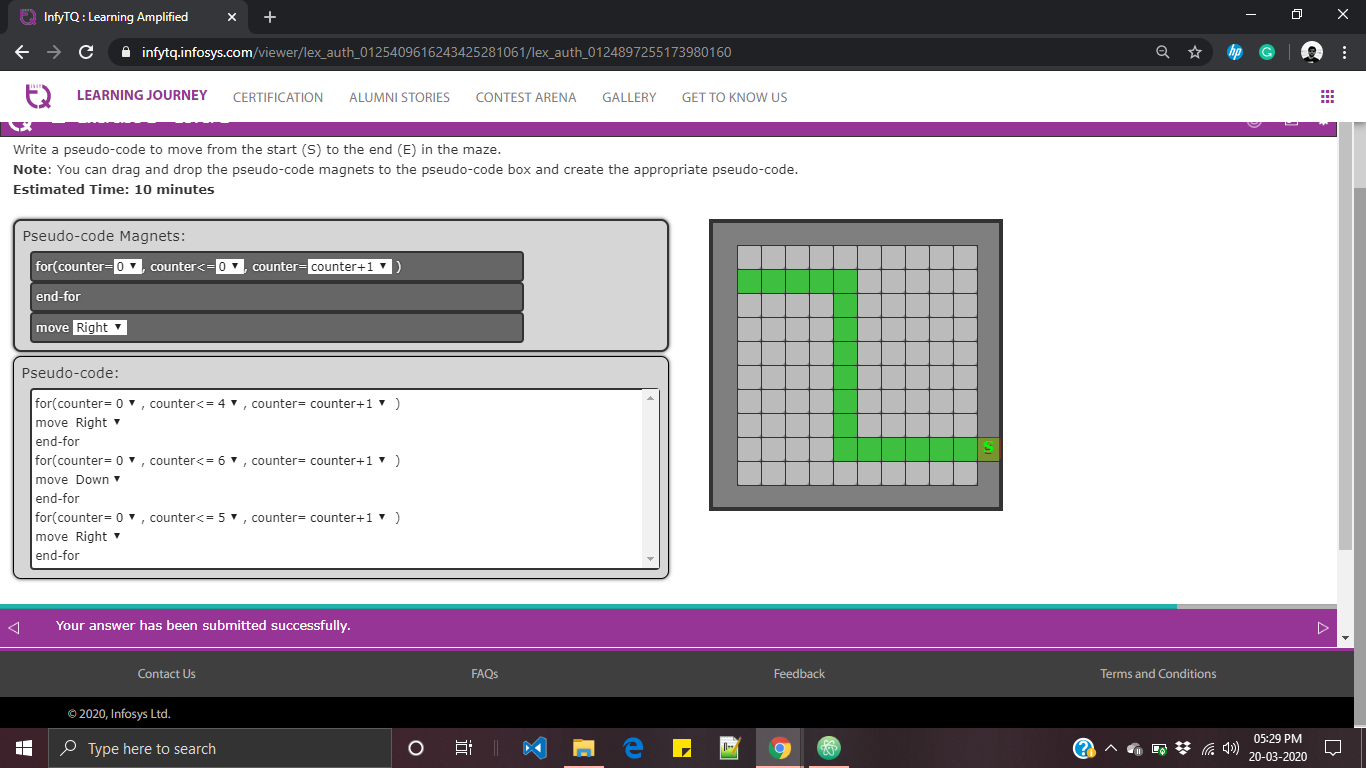 InfyTQ : Learning Amplified
infytq.infosys.com/viewer/lex_auth_0125409616243425281061/lex_auth_0124897255173980160
LEARNING JOURNEY CERTIFICATION ALUMNI STORIES CONTEST ARENA GALLERY GET TO KNOW US
Write a pseudo-code to move from the start (S) to the end (E) in the maze.
Note: You can drag and drop the pseudo-code magnets to the pseudo-code box and create the appropriate pseudo-code.
Estimated Time: 10 minutes
Pseudo-code Magnets:
for(counter= 0 , counter<= 0 , counter= counter+1 )
end-for
move Right
Pseudo-code:
for(counter= 0 , counter<= 4 , counter= counter+1 )
move Right
end-for
for(counter= 0 , counter<= 6 , counter= counter+1 )
move Down
end-for
for(counter= 0 , counter<= 5 , counter= counter+1 )
move Right
end-for
S
Your answer has been submitted successfully.
Contact Us FAQs Feedback Terms and Conditions
© 2020, Infosys Ltd.
Type here to search
05:29 PM
20-03-2020